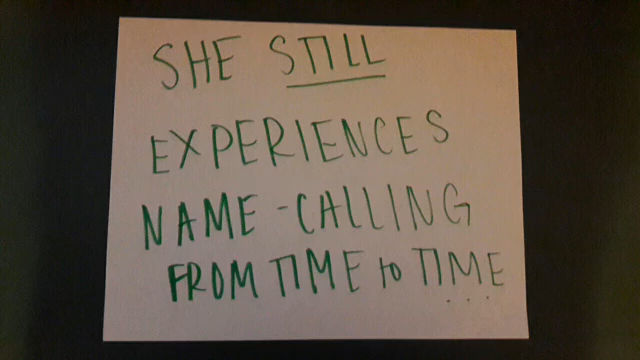 SHE STILL
EXPERIENCES
NAME-CALLING
FROM TIME to TIME...